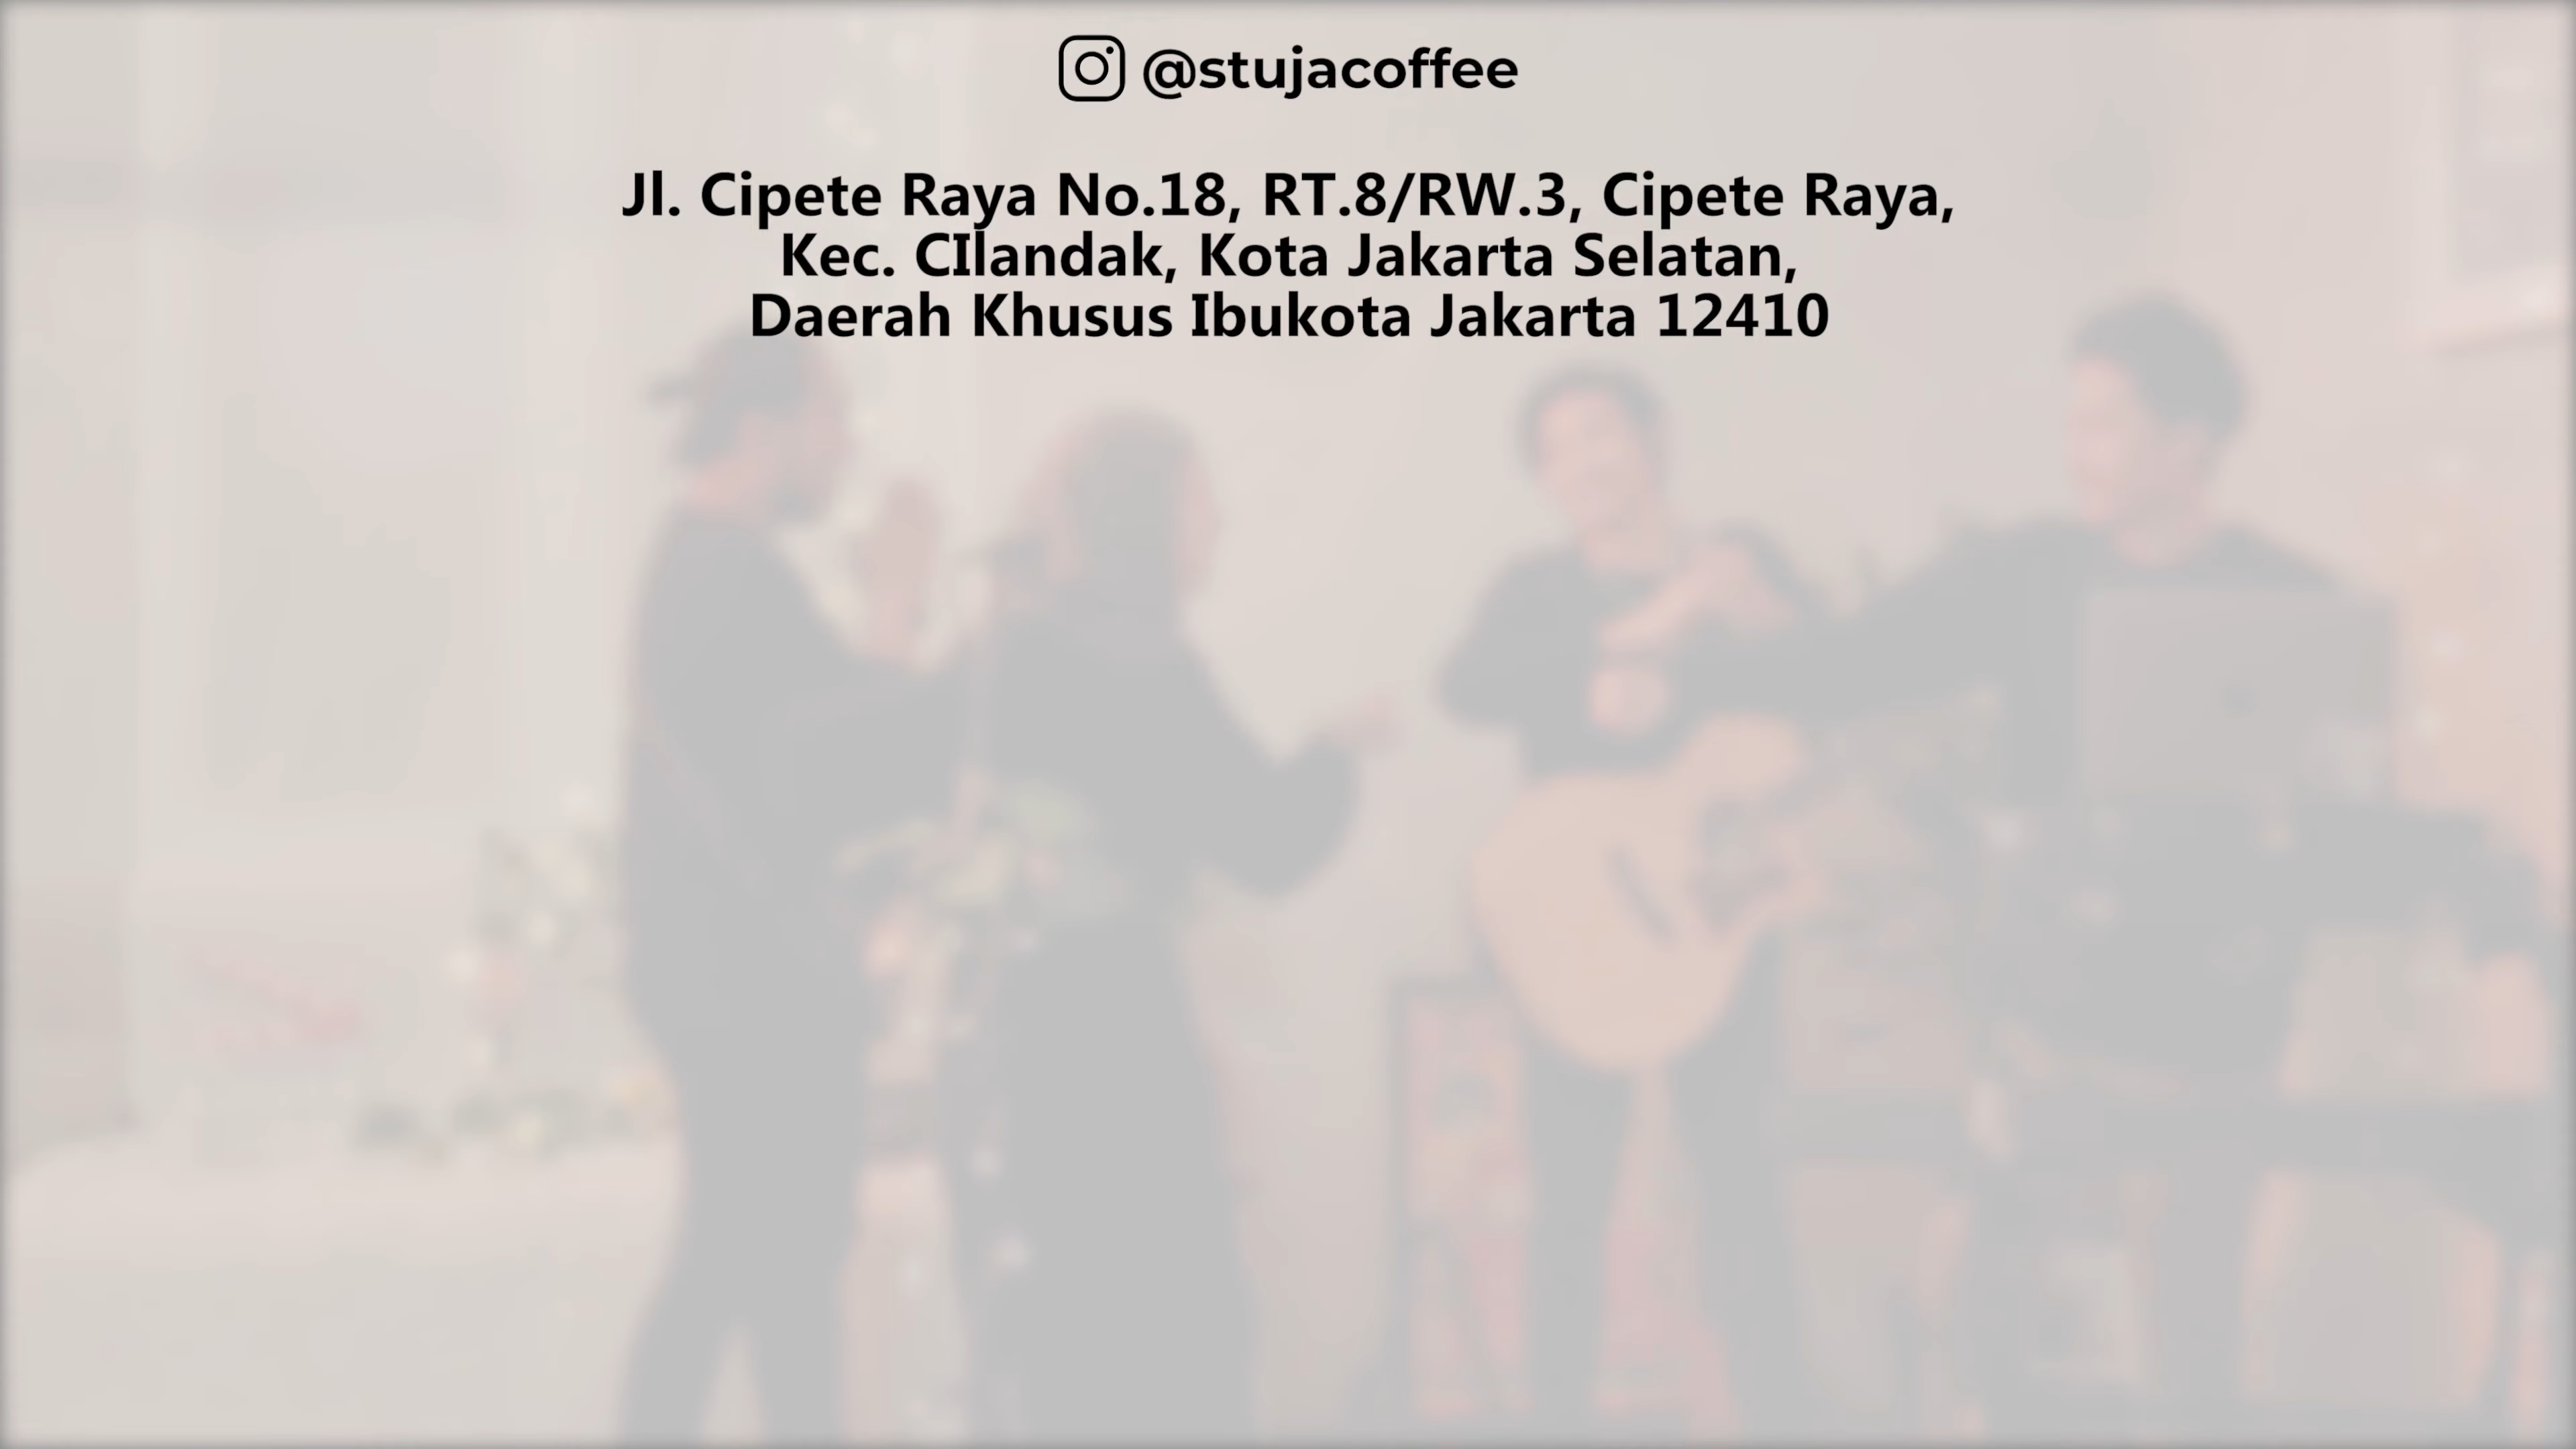 @stujacoffee
Jl. Cipete Raya No.18, RT.8/RW.3, Cipete Raya,
Kec. CIlandak, Kota Jakarta Selatan,
Daerah Khusus Ibukota Jakarta 12410